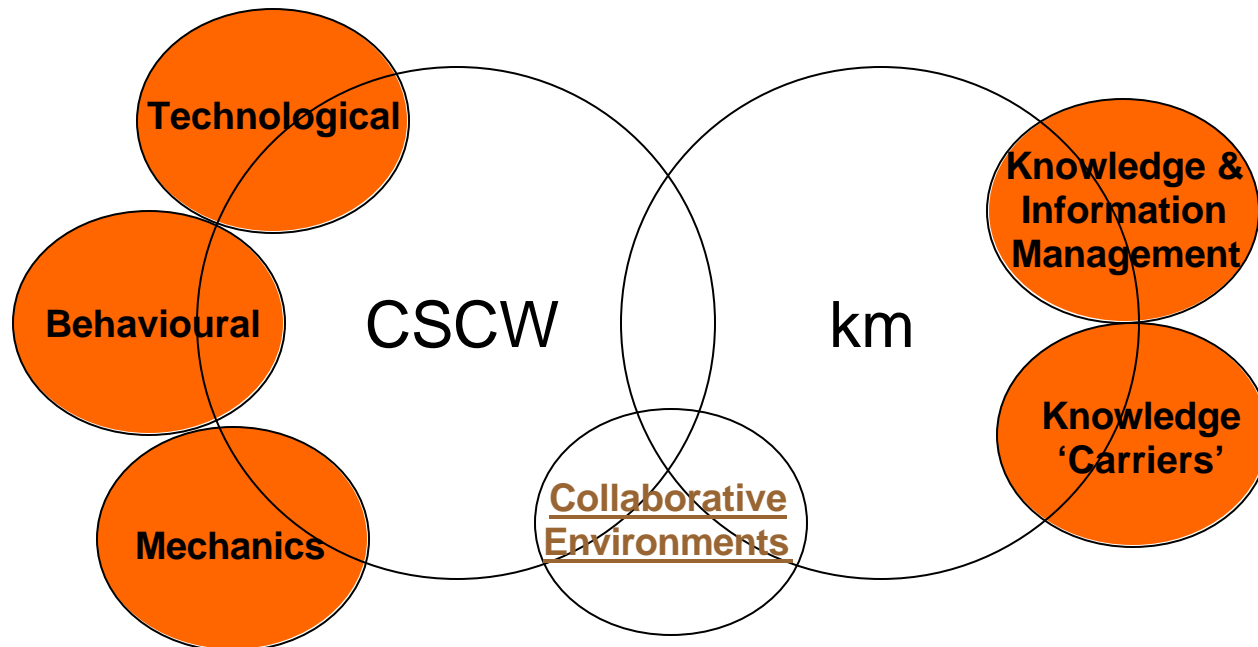 Technological
Behavioural
Mechanics
CSCW
km
Knowledge &
Information
Management
Knowledge
‘Carriers’
Collaborative
Environments